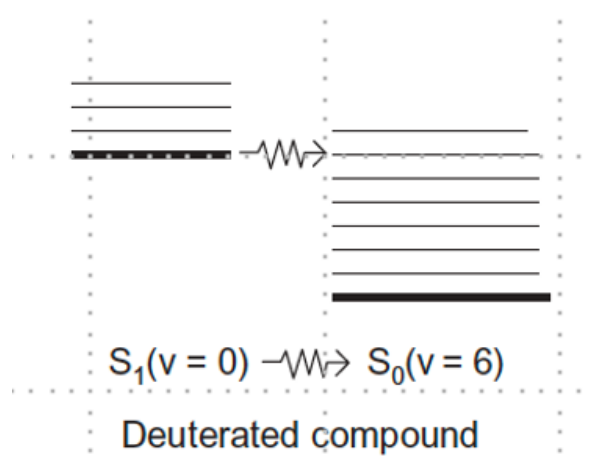 S₁(v = 0) ⟿ S₀(v = 6)
Deuterated compound